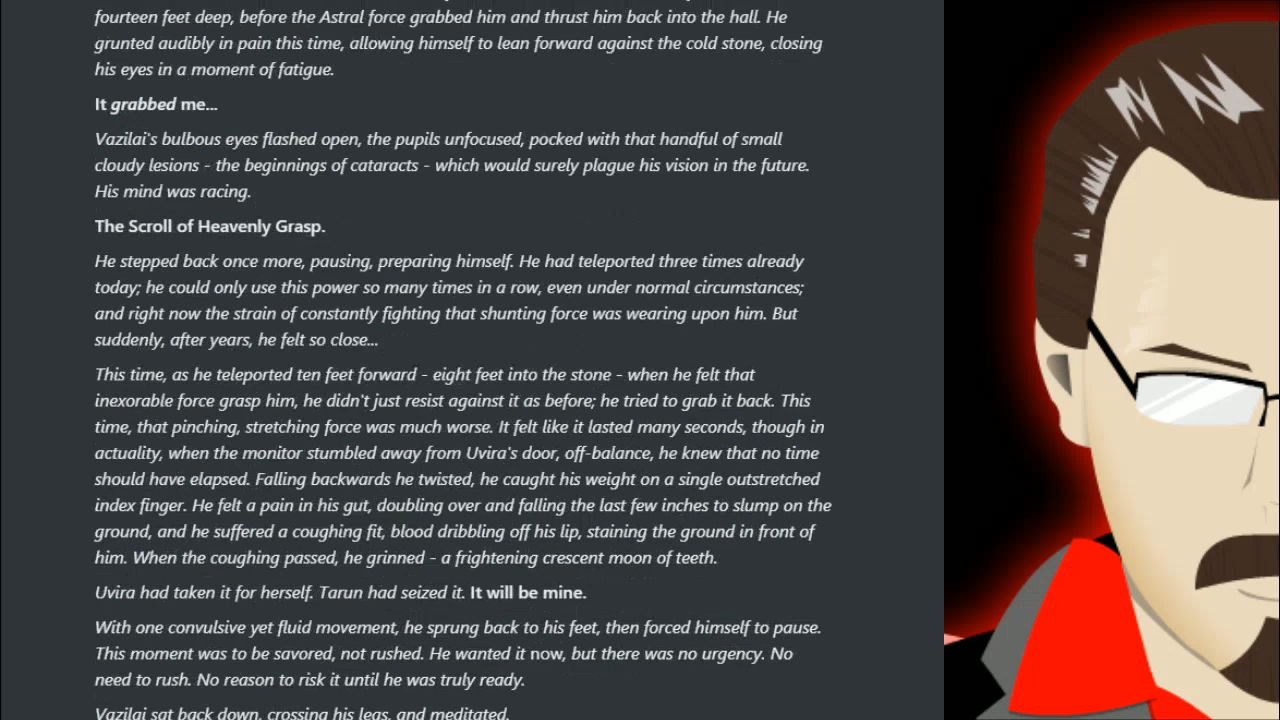 fourteen feet deep, before the Astral force grabbed him and thrust him back into the hall. He
grunted audibly in pain this time, allowing himself to lean forward against the cold stone, closing
his eyes in a moment of fatigue.
It grabbed me...
Vazilai's bulbous eyes flashed open, the pupils unfocused, pocked with that handful of small
cloudy lesions - the beginnings of cataracts - which would surely plague his vision in the future.
His mind was racing.
The Scroll of Heavenly Grasp.
He stepped back once more, pausing, preparing himself. He had teleported three times already
today; he could only use this power so many times in a row, even under normal circumstances;
and right now the strain of constantly fighting that shunting force was wearing upon him. But
suddenly, after years, he felt so close...
This time, as he teleported ten feet forward - eight feet into the stone - when he felt that
inexorable force grasp him, he didn't just resist against it as before; he tried to grab it back. This
time, that pinching, stretching force was much worse. It felt like it lasted many seconds, though in
actuality, when the monitor stumbled away from Uvira's door, off-balance, he knew that no time
should have elapsed. Falling backwards he twisted, he caught his weight on a single outstretched
index finger. He felt a pain in his gut, doubling over and falling the last few inches to slump on the
ground, and he suffered a coughing fit, blood dribbling off his lip, staining the ground in front of
him. When the coughing passed, he grinned - a frightening crescent moon of teeth.
Uvira had taken it for herself. Tarun had seized it. It will be mine.
With one convulsive yet fluid movement, he sprung back to his feet, then forced himself to pause.
This moment was to be savored, not rushed. He wanted it now, but there was no urgency. No
need to rush. No reason to risk it until he was truly ready.
Vazilai sat back down, crossing his legs, and meditated.